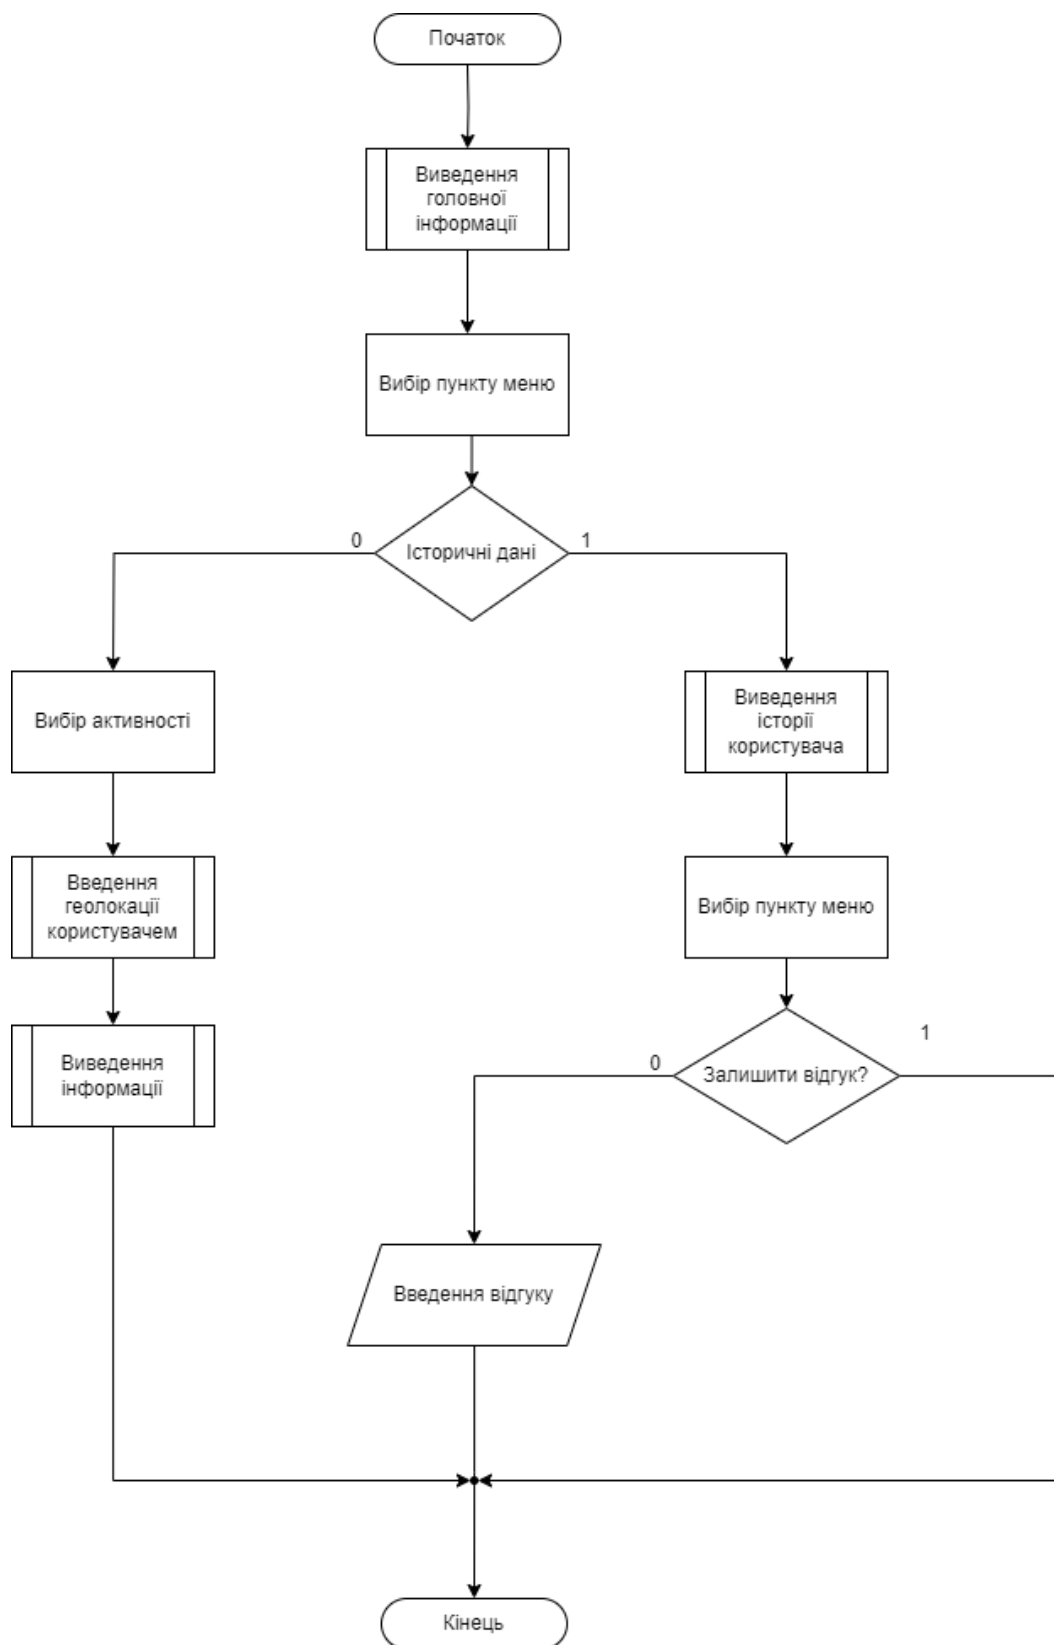 Початок
Виведення
головної
інформації
Вибір пункту меню
0
Історичні дані
1
Вибір активності
Виведення
історії
користувача
Введення
геолокації
користувачем
Вибір пункту меню
Виведення
інформації
0
Залишити відгук?
1
Введення відгуку
Кінець